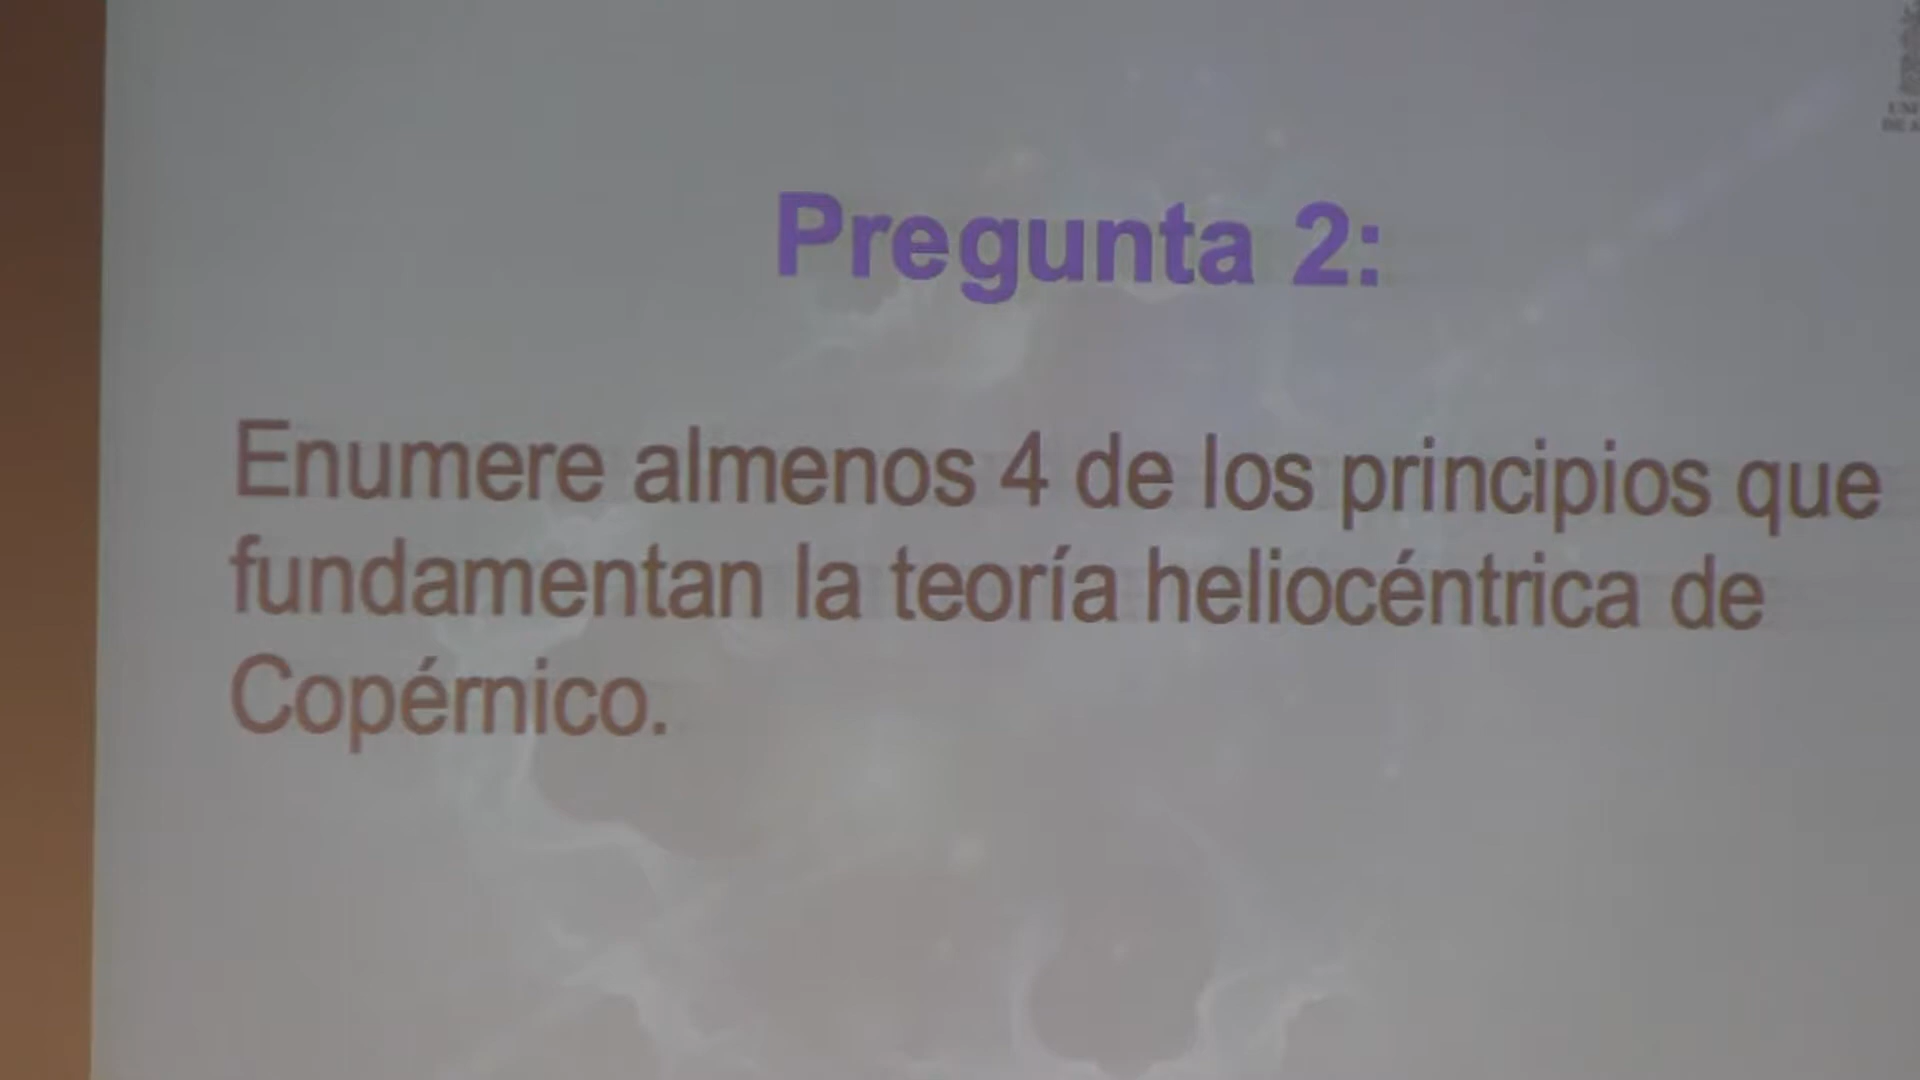 Pregunta 2:
Enumere almenos 4 de los principios que
fundamentan la teoría heliocéntrica de
Copérnico.